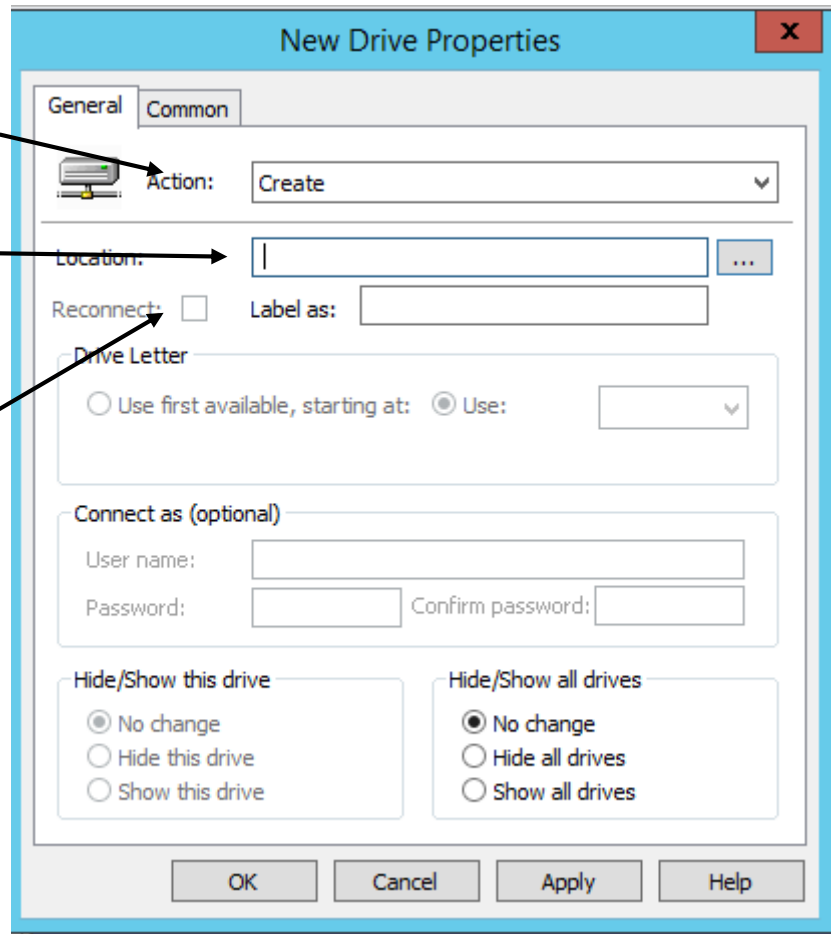 New Drive Properties
x
General Common
Action: Create
Location: ...
Reconnect: Label as:
Drive Letter
Use first available, starting at: Use:
Connect as (optional)
User name:
Password: Confirm password:
Hide/Show this drive Hide/Show all drives
No change No change
Hide this drive Hide all drives
Show this drive Show all drives
OK Cancel Apply Help